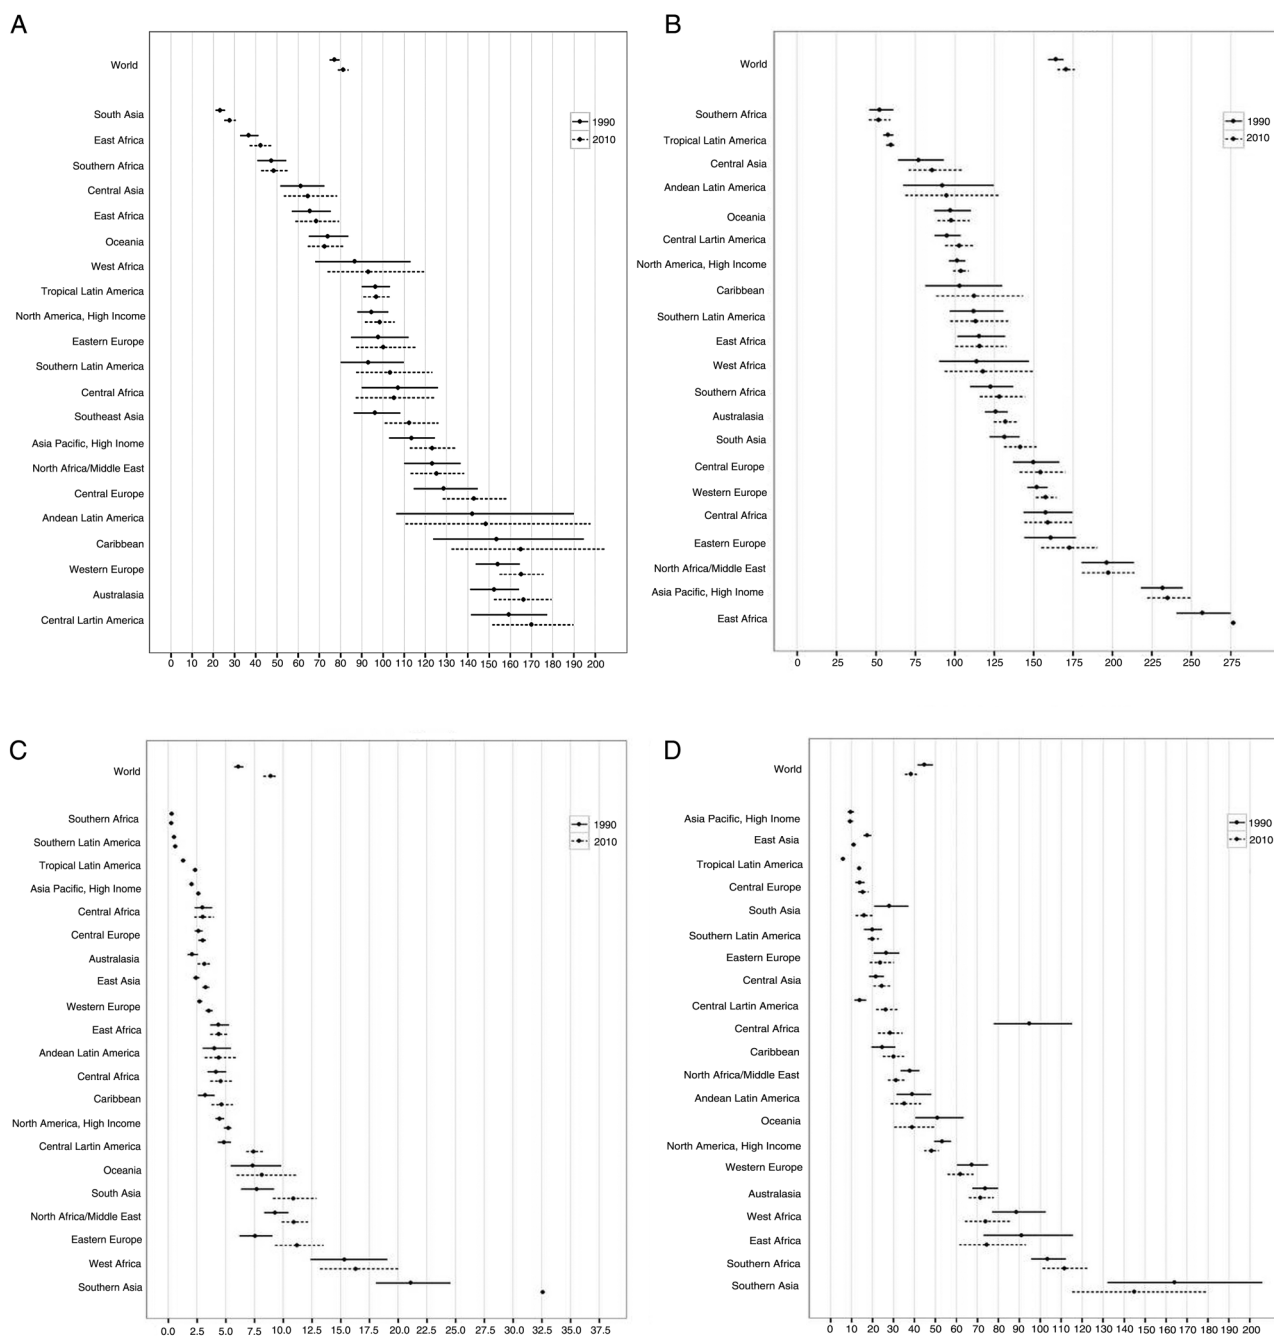 A
World
South Asia
East Africa
Southern Africa
Central Asia
East Africa
Oceania
West Africa
Tropical Latin America
North America, High Income
Eastern Europe
Southern Latin America
Central Africa
Southeast Asia
Asia Pacific, High Inome
North Africa/Middle East
Central Europe
Andean Latin America
Caribbean
Western Europe
Australasia
Central Lartin America
1990
2010
0 10 20 30 40 50 60 70 80 90 100 110 120 130 140 150 160 170 180 190 200
B
World
Southern Africa
Tropical Latin America
Central Asia
Andean Latin America
Oceania
Central Lartin America
North America, High Income
Caribbean
Southern Latin America
East Africa
West Africa
Southern Africa
Australasia
South Asia
Central Europe
Western Europe
Central Africa
Eastern Europe
North Africa/Middle East
Asia Pacific, High Inome
East Africa
1990
2010
0 25 50 75 100 125 150 175 200 225 250 275
C
World
Southern Africa
Southern Latin America
Tropical Latin America
Asia Pacific, High Inome
Central Africa
Central Europe
Australasia
East Asia
Western Europe
East Africa
Andean Latin America
Central Africa
Caribbean
North America, High Income
Central Lartin America
Oceania
South Asia
North Africa/Middle East
Eastern Europe
West Africa
Southern Asia
1990
2010
0.0 2.5 5.0 7.5 10.0 12.5 15.0 17.5 20.0 22.5 25.0 27.5 30.0 32.5 35.0 37.5
D
World
Asia Pacific, High Inome
East Asia
Tropical Latin America
Central Europe
South Asia
Southern Latin America
Eastern Europe
Central Asia
Central Lartin America
Central Africa
Caribbean
North Africa/Middle East
Andean Latin America
Oceania
North America, High Income
Western Europe
Australasia
West Africa
East Africa
Southern Africa
Southern Asia
1990
2010
0 10 20 30 40 50 60 70 80 90 100 110 120 130 140 150 160 170 180 190 200